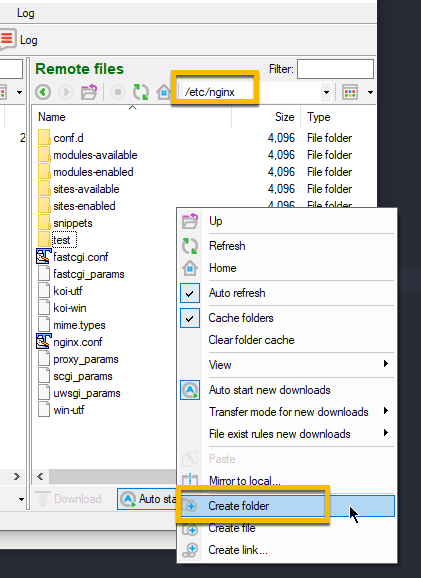 Log
Log
Remote files
Filter:
/etc/nginx
Name Size Type
2
conf.d 4,096 File folder
modules-available 4,096 File folder
modules-enabled 4,096 File folder
sites-available 4,096 File folder
sites-enabled 4,096 File folder
snippets
test
fastcgi.conf
fastcgi_params
koi-utf
koi-win
mime.types
nginx.conf
proxy_params
scgi_params
uwsgi_params
win-utf
Download
Auto sta
Up
Refresh
Home
Auto refresh
Cache folders
Clear folder cache
View
Auto start new downloads
Transfer mode for new downloads
File exist rules new downloads
Paste
Mirror to local...
Create folder
Create file
Create link...